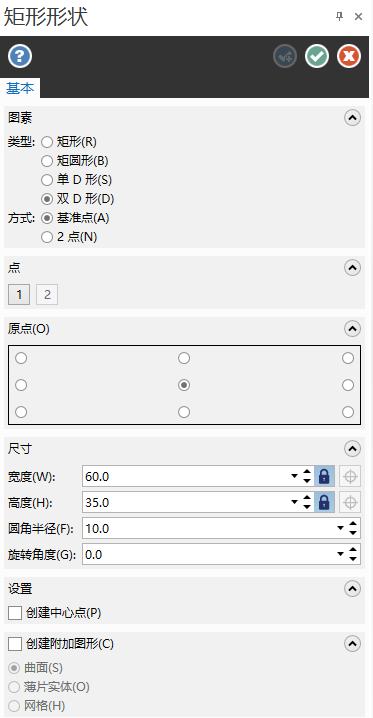 矩形形状
基本
图素
类型: 矩形(R)
矩圆形(B)
单 D 形(S)
双 D 形(D)
方式: 基准点(A)
2 点(N)
点
1 2
原点(O)
尺寸
宽度(W): 60.0
高度(H): 35.0
圆角半径(F): 10.0
旋转角度(G): 0.0
设置
创建中心点(P)
创建附加图形(C)
曲面(S)
薄片实体(O)
网格(H)